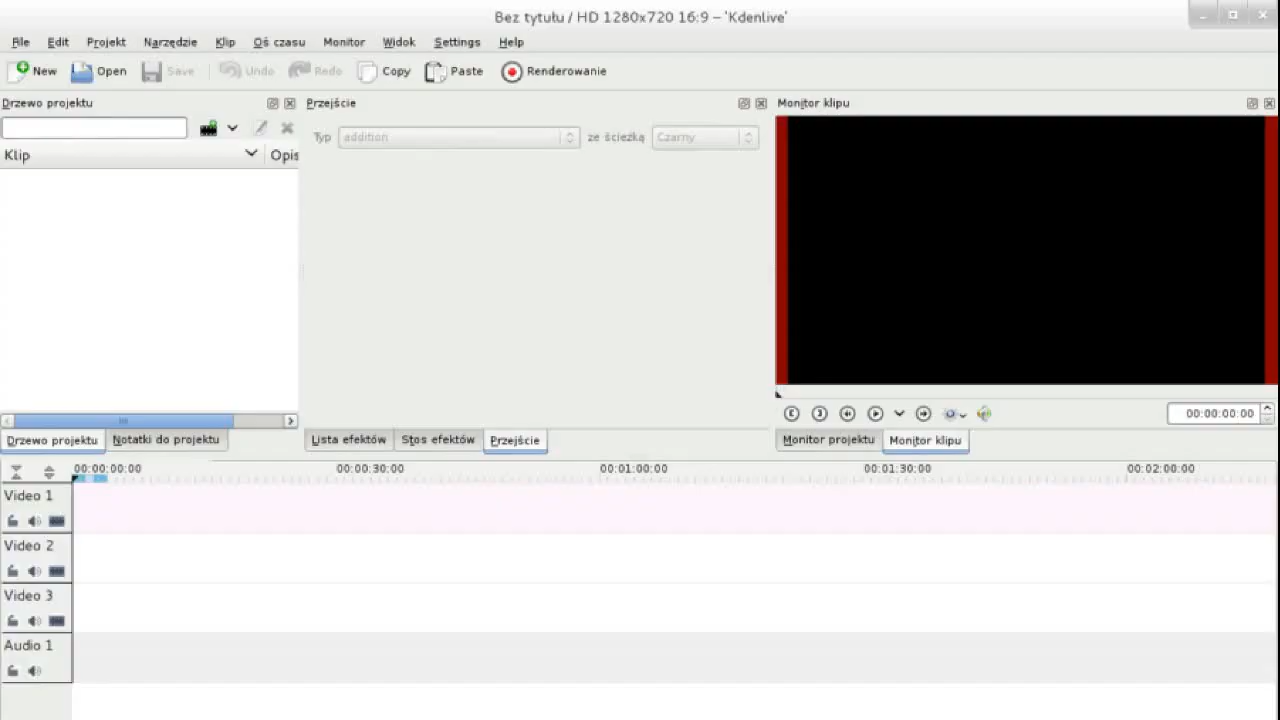 Bez tytułu / HD 1280x720 16:9 – 'Kdenlive'
File Edit Projekt Narzędzie Klip Oś czasu Monitor Widok Settings Help
New Open Save Undo Redo Copy Paste Renderowanie
Drzewo projektu Przejście Monitor klipu
Typ addition ze ścieżką Czarny
Klip Opis
00:00:00:00
Drzewo projektu Notatki do projektu Lista efektów Stos efektów Przejście Monitor projektu Monitor klipu
00:00:00:00 00:00:30:00 00:01:00:00 00:01:30:00 00:02:00:00
Video 1
Video 2
Video 3
Audio 1